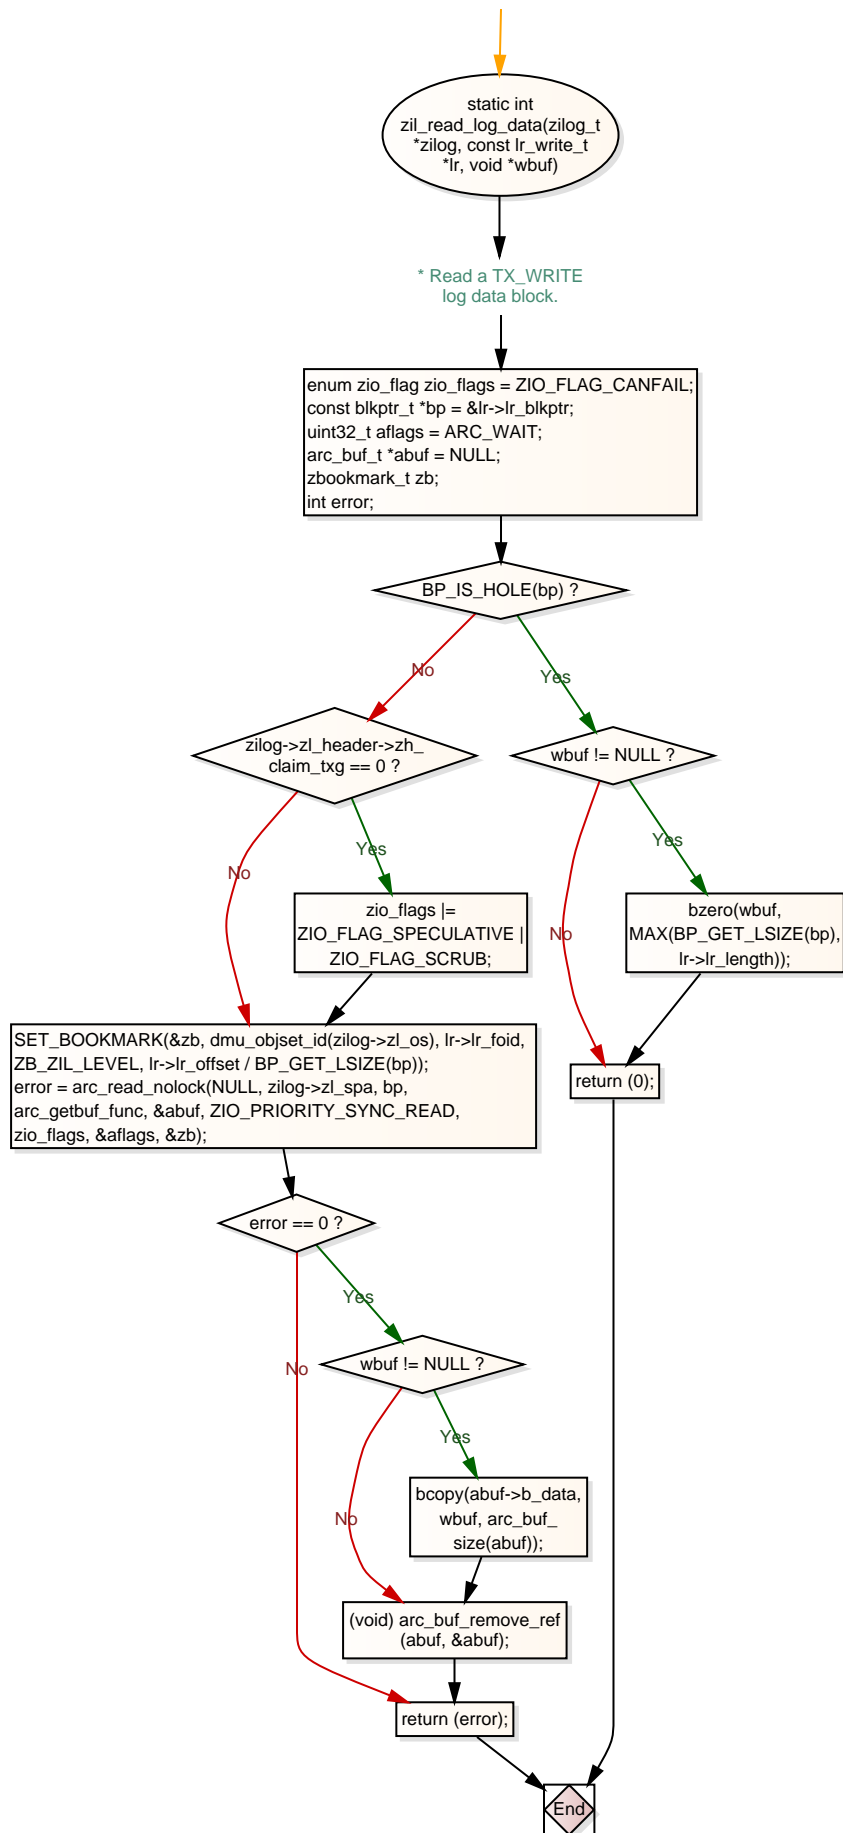 static int
zil_read_log_data(zilog_t
*zilog, const lr_write_t
*lr, void *wbuf)
* Read a TX_WRITE
log data block.
enum zio_flag zio_flags = ZIO_FLAG_CANFAIL;
const blkptr_t *bp = &lr->lr_blkptr;
uint32_t aflags = ARC_WAIT;
arc_buf_t *abuf = NULL;
zbookmark_t zb;
int error;
BP_IS_HOLE(bp) ?
No
Yes
zilog->zl_header->zh_
claim_txg == 0 ?
wbuf != NULL ?
Yes
Yes
No
zio_flags |=
ZIO_FLAG_SPECULATIVE |
ZIO_FLAG_SCRUB;
bzero(wbuf,
MAX(BP_GET_LSIZE(bp),
lr->lr_length));
No
SET_BOOKMARK(&zb, dmu_objset_id(zilog->zl_os), lr->lr_foid,
ZB_ZIL_LEVEL, lr->lr_offset / BP_GET_LSIZE(bp));
error = arc_read_nolock(NULL, zilog->zl_spa, bp,
arc_getbuf_func, &abuf, ZIO_PRIORITY_SYNC_READ,
zio_flags, &aflags, &zb);
return (0);
error == 0 ?
Yes
wbuf != NULL ?
No
Yes
bcopy(abuf->b_data,
wbuf, arc_buf_
size(abuf));
No
(void) arc_buf_remove_ref
(abuf, &abuf);
return (error);
End